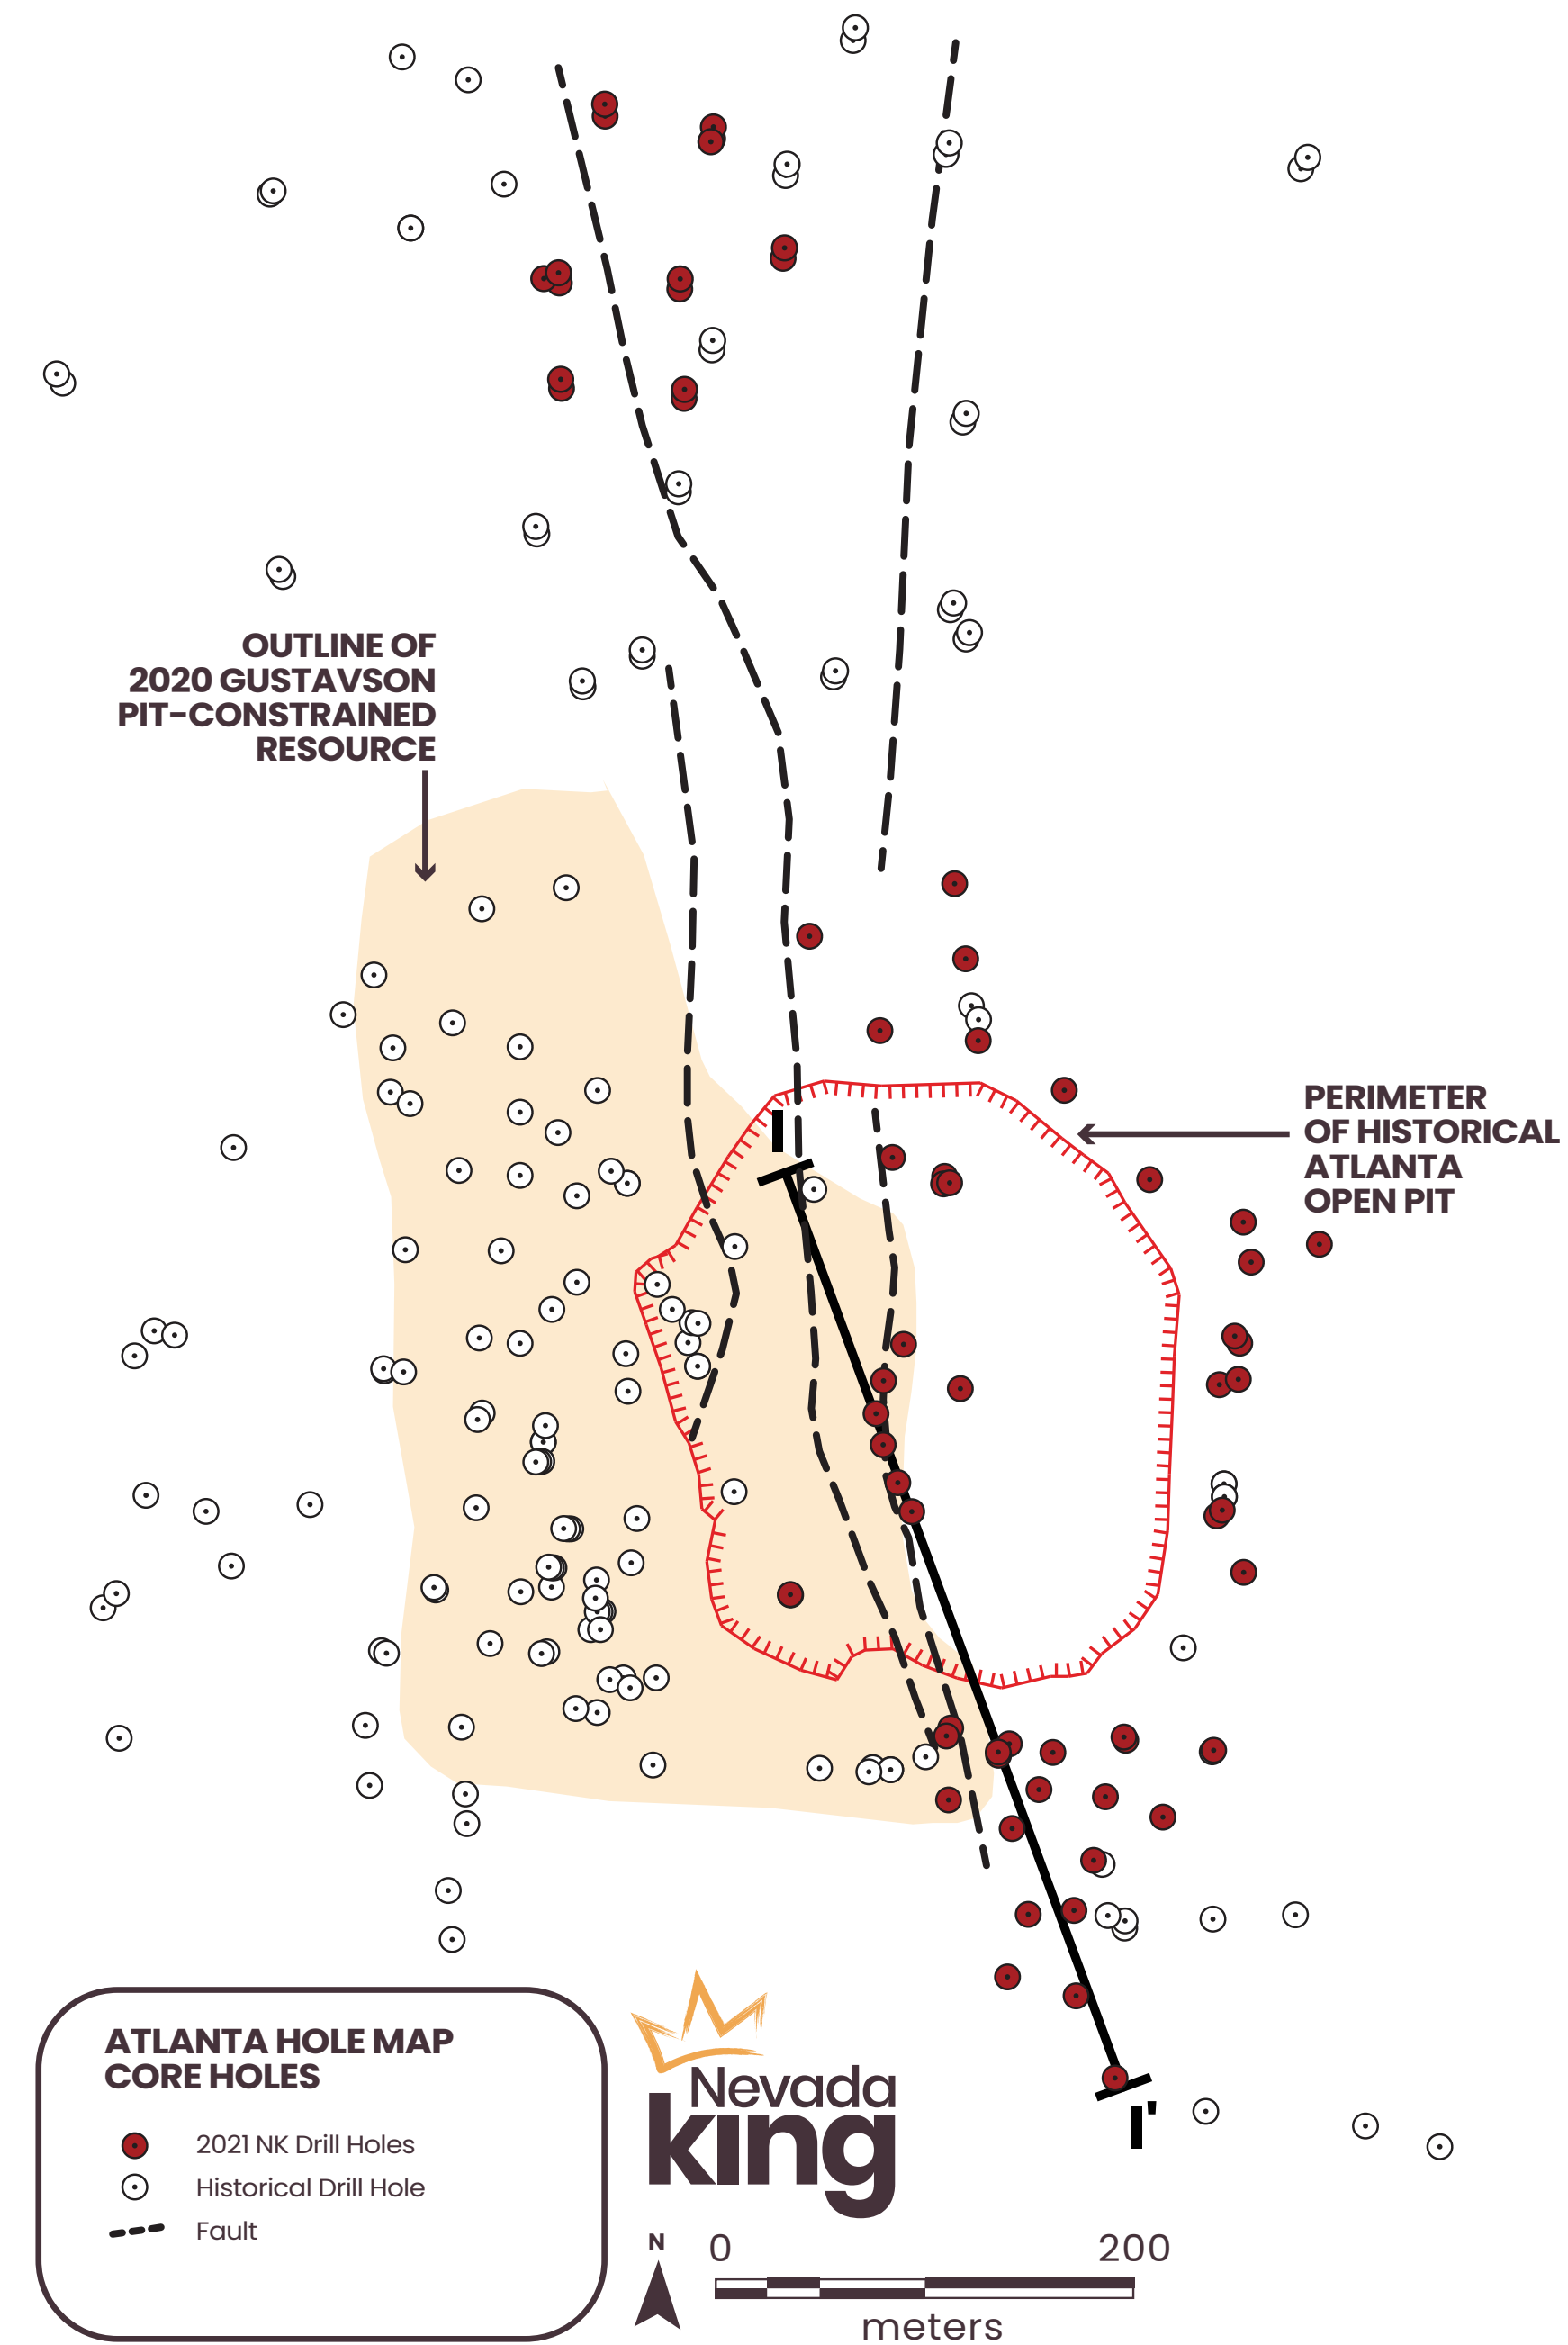 OUTLINE OF
2020 GUSTAVSON
PIT-CONSTRAINED
RESOURCE
PERIMETER
OF HISTORICAL
ATLANTA
OPEN PIT
I
I'
ATLANTA HOLE MAP
CORE HOLES
2021 NK Drill Holes
Historical Drill Hole
Fault
Nevada
king
N
0 200
meters